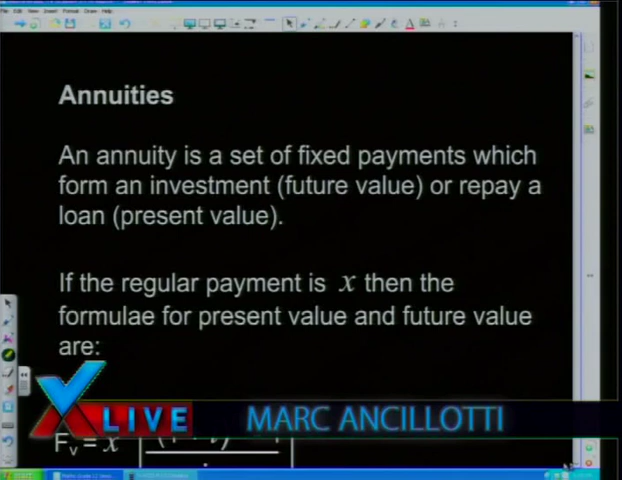 Annuities
An annuity is a set of fixed payments which
form an investment (future value) or repay a
loan (present value).
If the regular payment is x then the
formulae for present value and future value
are:
X LIVE
MARC ANCILLOTTI
Fv = x